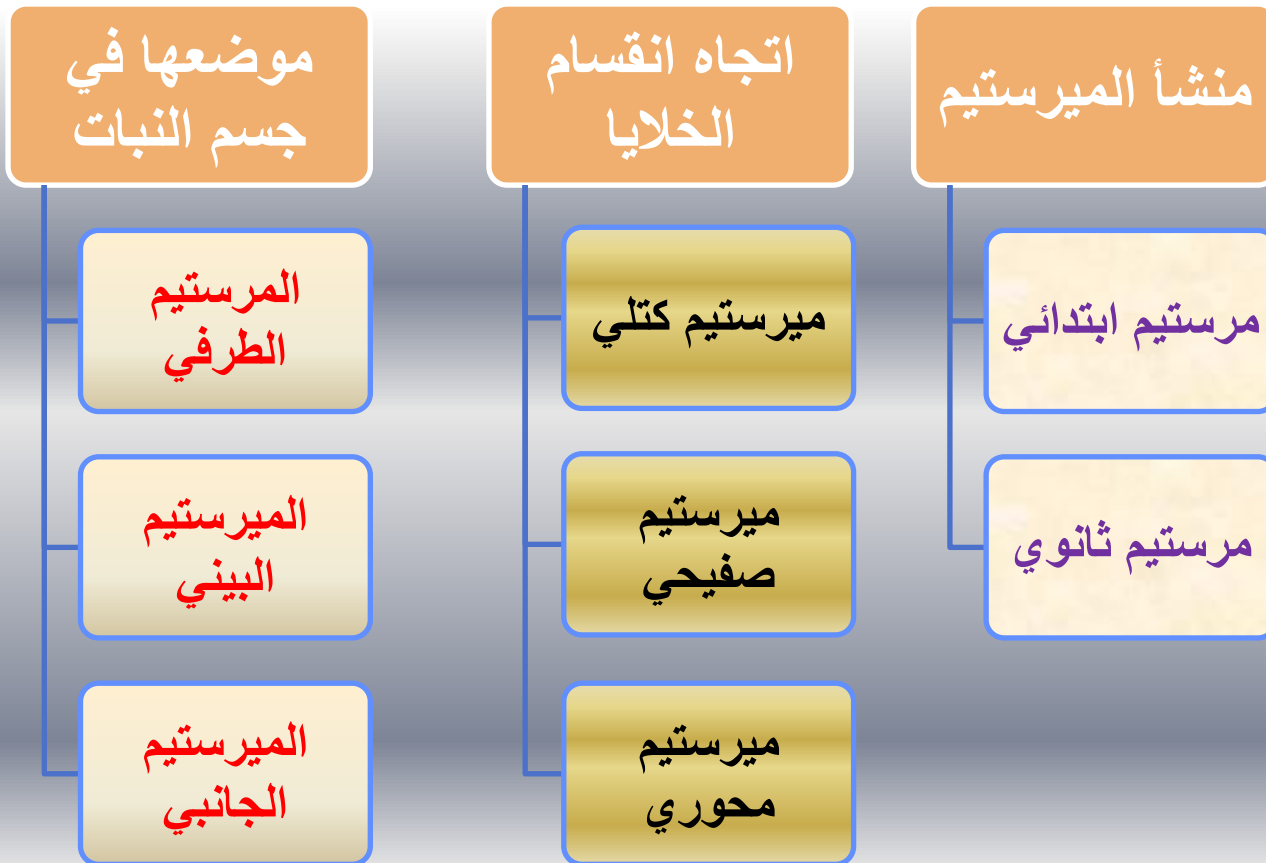 منشأ الميرستيم
مرستيم ابتدائي
مرستيم ثانوي
اتجاه انقسام
الخلايا
ميرستيم كتلي
ميرستيم
صفيحي
ميرستيم
محوري
موضعها في
جسم النبات
المرستيم
الطرفي
الميرستيم
البيني
الميرستيم
الجانبي